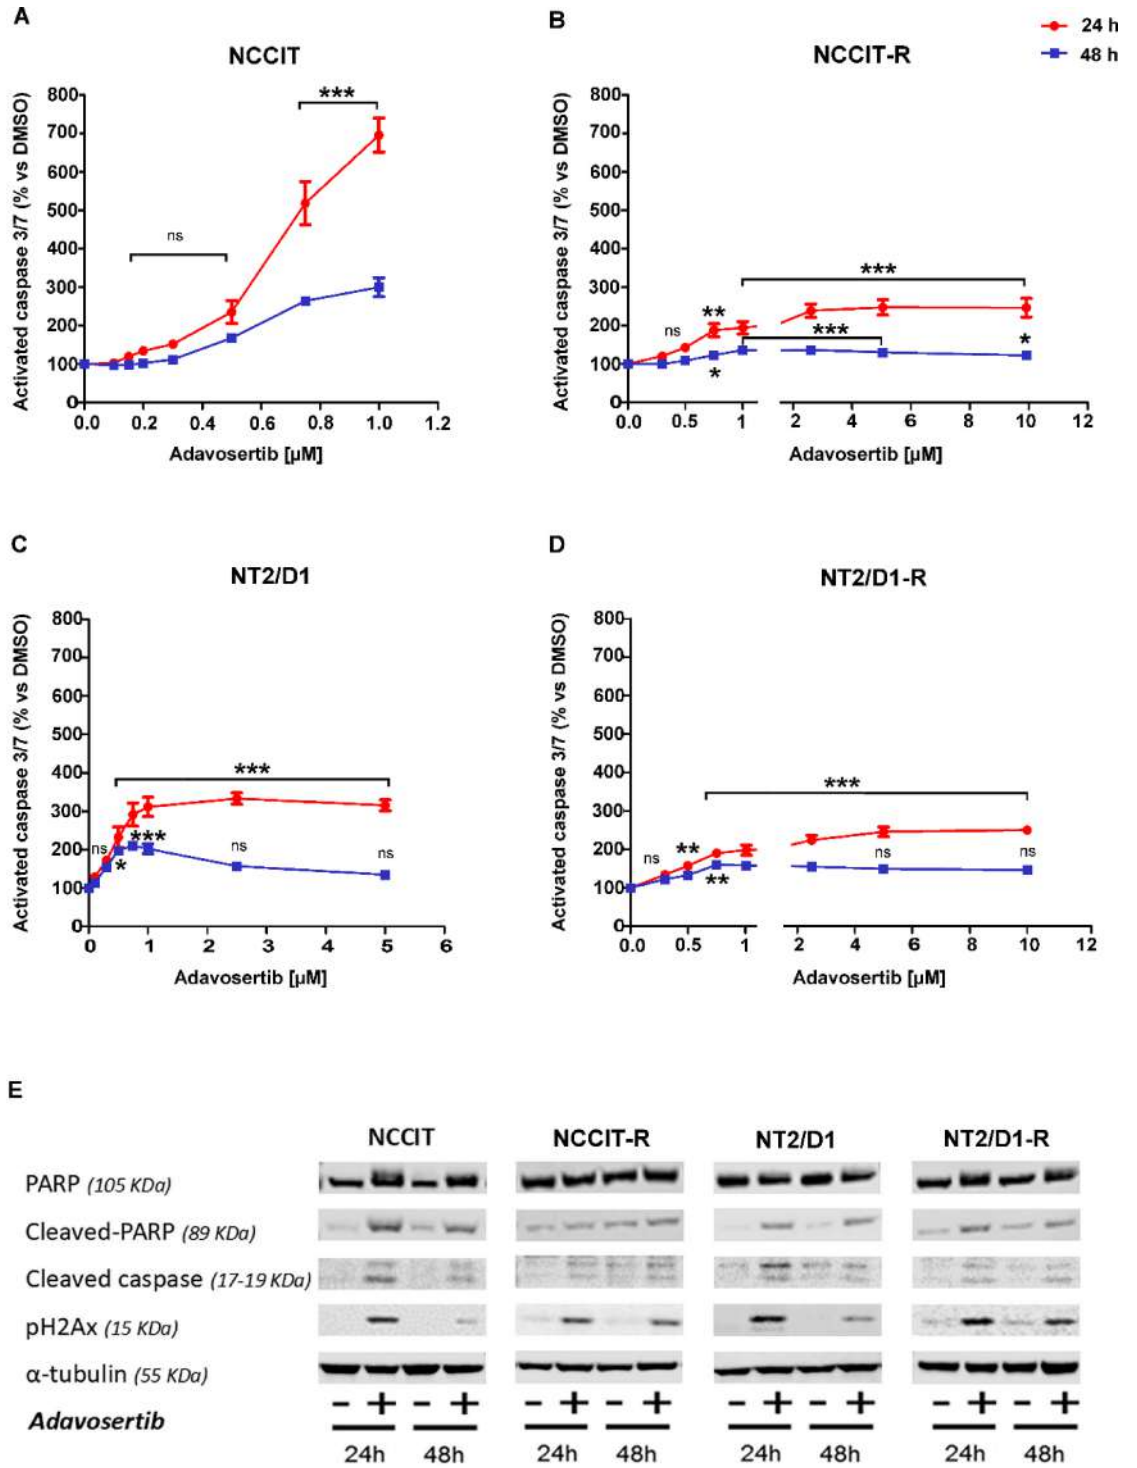 A
B
24 h
48 h
NCCIT
NCCIT-R
Activated caspase 3/7 (% vs DMSO)
800
700
600
500
400
300
200
100
0
ns
***
0.0 0.2 0.4 0.6 0.8 1.0 1.2
Adavosertib [µM]
Activated caspase 3/7 (% vs DMSO)
800
700
600
500
400
300
200
100
0
ns
**
*
***
***
*
0.0 0.5 1 2 4 6 8 10 12
Adavosertib [µM]
C
D
NT2/D1
NT2/D1-R
Activated caspase 3/7 (% vs DMSO)
800
700
600
500
400
300
200
100
0
***
ns
*
***
ns
ns
0 1 2 3 4 5 6
Adavosertib [µM]
Activated caspase 3/7 (% vs DMSO)
800
700
600
500
400
300
200
100
0
***
ns
**
**
ns
ns
0.0 0.5 1 2 4 6 8 10 12
Adavosertib [µM]
E
NCCIT NCCIT-R NT2/D1 NT2/D1-R
PARP (105 KDa)
Cleaved-PARP (89 KDa)
Cleaved caspase (17-19 KDa)
pH2Ax (15 KDa)
α-tubulin (55 KDa)
Adavosertib − + − + − + − + − + − + − + − +
24h 48h 24h 48h 24h 48h 24h 48h